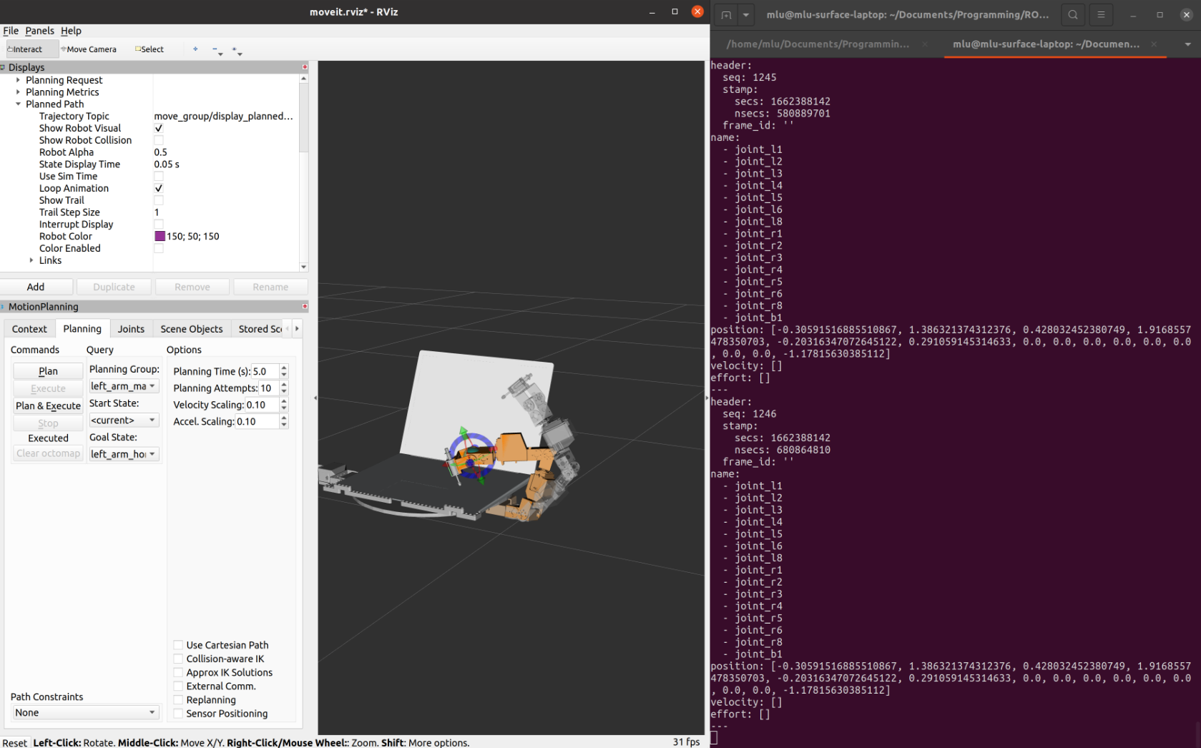 moveit.rviz* - RViz
File Panels Help
Interact Move Camera Select
Displays
Planning Request
Planning Metrics
Planned Path
Trajectory Topic move_group/display_planned...
Show Robot Visual
Show Robot Collision
Robot Alpha 0.5
State Display Time 0.05 s
Use Sim Time
Loop Animation
Show Trail
Trail Step Size 1
Interrupt Display
Robot Color 150; 50; 150
Color Enabled
Links
Add Duplicate Remove Rename
MotionPlanning
Context Planning Joints Scene Objects Stored Sc
Commands Query Options
Plan Planning Group: Planning Time (s): 5.0
Execute left_arm_ma Planning Attempts: 10
Plan & Execute Start State: Velocity Scaling: 0.10
Stop <current> Accel. Scaling: 0.10
Executed Goal State:
Clear octomap left_arm_ho
Use Cartesian Path
Collision-aware IK
Approx IK Solutions
External Comm.
Path Constraints Replanning
None Sensor Positioning
Reset Left-Click: Rotate. Middle-Click: Move X/Y. Right-Click/Mouse Wheel:: Zoom. Shift: More options. 31 fps
mlu@mlu-surface-laptop: ~/Documents/Programming/RO...
/home/mlu/Documents/Programmin... mlu@mlu-surface-laptop: ~/Documen...
header:
seq: 1245
stamp:
secs: 1662388142
nsecs: 580889701
frame_id: ''
name:
- joint_l1
- joint_l2
- joint_l3
- joint_l4
- joint_l5
- joint_l6
- joint_l8
- joint_r1
- joint_r2
- joint_r3
- joint_r4
- joint_r5
- joint_r6
- joint_r8
- joint_b1
position: [-0.30591516885510867, 1.386321374312376, 0.428032452380749, 1.9168557
478350703, -0.20316347072645122, 0.291059145314633, 0.0, 0.0, 0.0, 0.0, 0.0, 0.0
, 0.0, 0.0, -1.17815630385112]
velocity: []
effort: []
---
header:
seq: 1246
stamp:
secs: 1662388142
nsecs: 680864810
frame_id: ''
name:
- joint_l1
- joint_l2
- joint_l3
- joint_l4
- joint_l5
- joint_l6
- joint_l8
- joint_r1
- joint_r2
- joint_r3
- joint_r4
- joint_r5
- joint_r6
- joint_r8
- joint_b1
position: [-0.30591516885510867, 1.386321374312376, 0.428032452380749, 1.9168557
478350703, -0.20316347072645122, 0.291059145314633, 0.0, 0.0, 0.0, 0.0, 0.0, 0.0
, 0.0, 0.0, -1.17815630385112]
velocity: []
effort: []
---